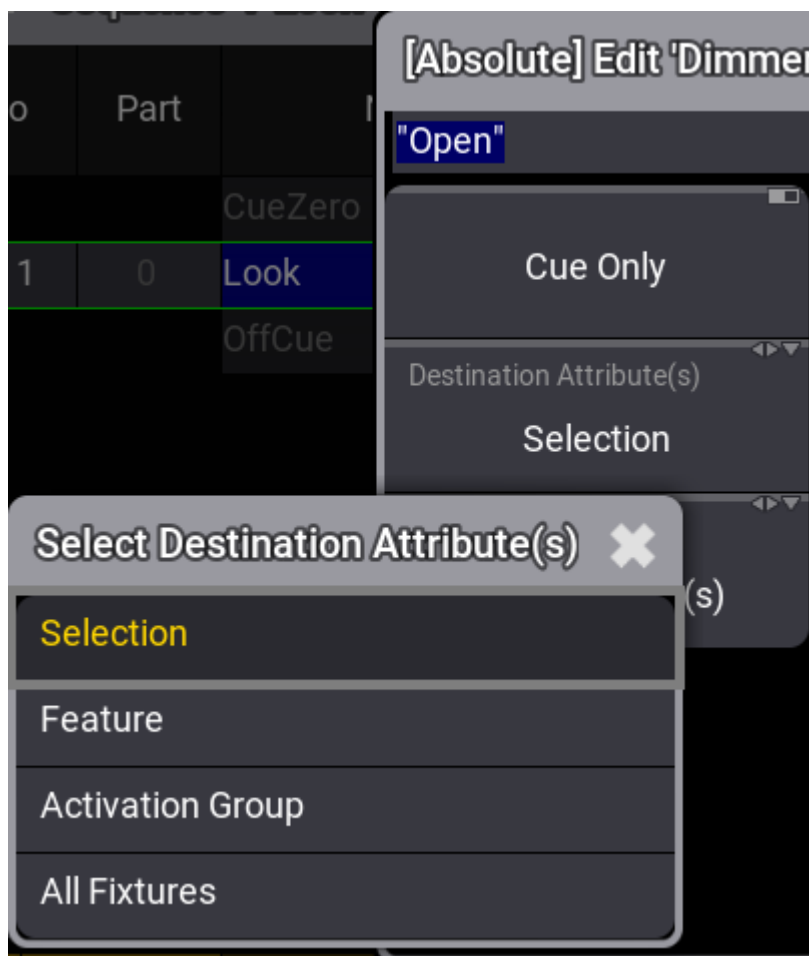 [Absolute] Edit 'Dimmer
o Part
"Open"
CueZero
1 0 Look
OffCue
Cue Only
Destination Attribute(s)
Selection
(s)
Select Destination Attribute(s)
Selection
Feature
Activation Group
All Fixtures